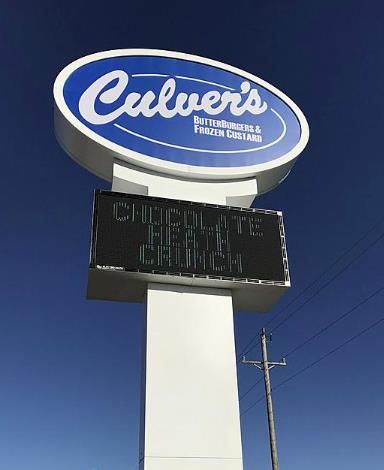 Culver's
BUTTERBURGERS &
FROZEN CUSTARD
CHOCOLATE
HEATH
CRUNCH